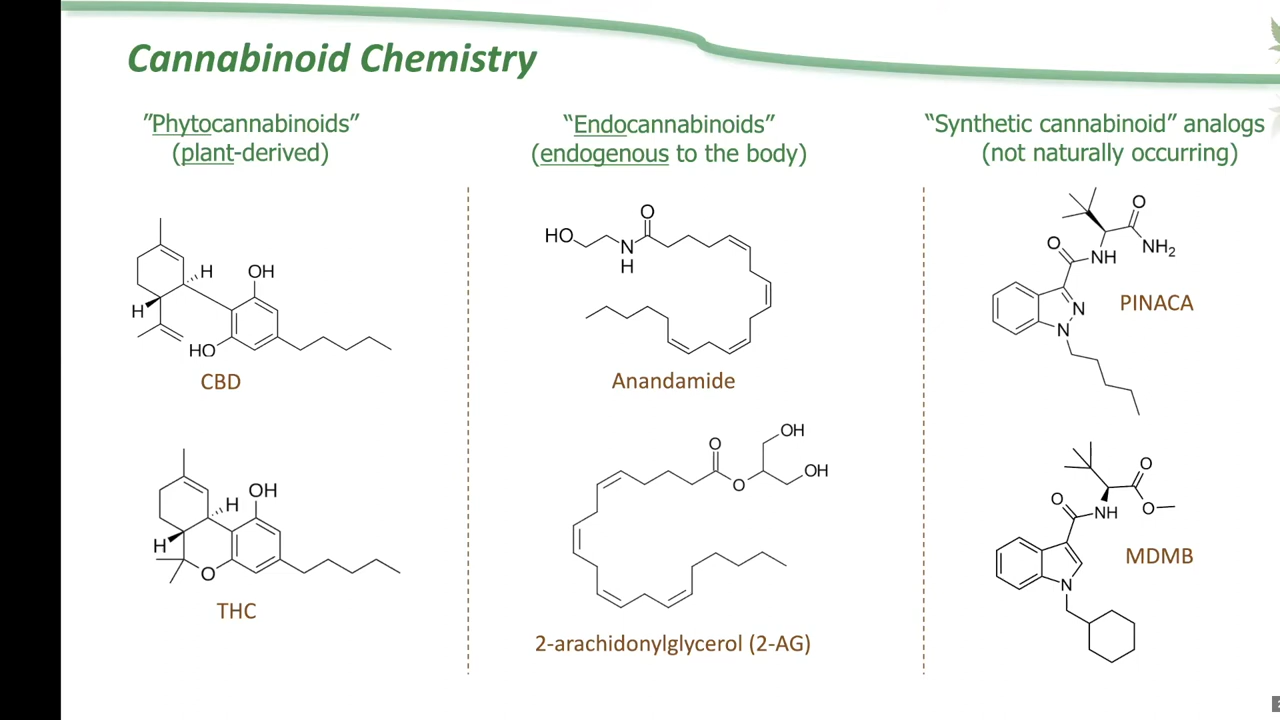 Cannabinoid Chemistry
”Phytocannabinoids”
(plant-derived)
“Endocannabinoids”
(endogenous to the body)
“Synthetic cannabinoid” analogs
(not naturally occurring)
H
OH
H
HO
CBD
O
HO
N
H
Anandamide
O
O
NH
NH2
N
N
PINACA
H
OH
H
O
THC
OH
O
OH
O
2-arachidonylglycerol (2-AG)
O
O
NH
O
N
MDMB